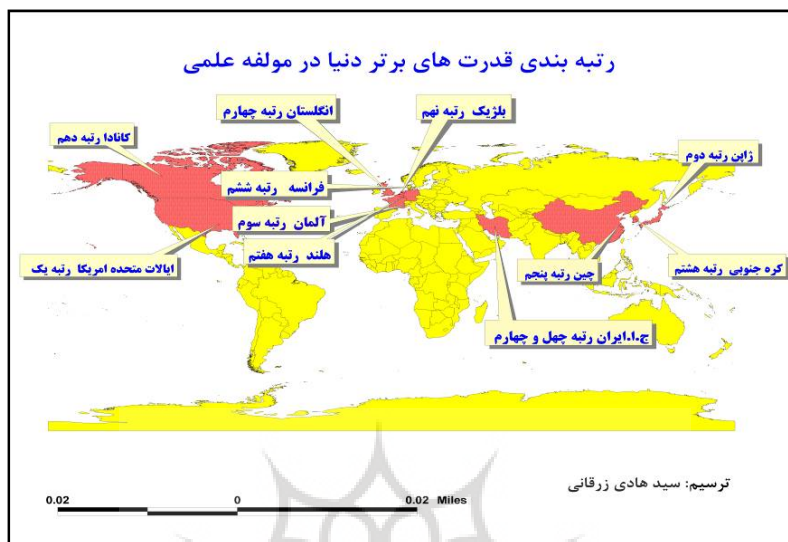 رتبه بندی قدرت های برتر دنیا در مولفه علمی
انگلستان رتبه چهارم
بلژیک رتبه نهم
کانادا رتبه دهم
ژاپن رتبه دوم
فرانسه رتبه ششم
آلمان رتبه سوم
هلند رتبه هفتم
ایالات متحده امریکا رتبه یک
چین رتبه پنجم
کره جنوبی رتبه هشتم
ج.ا.ایران رتبه چهل و چهارم
ترسیم: سید هادی زرقانی
0.02 0 0.02 Miles